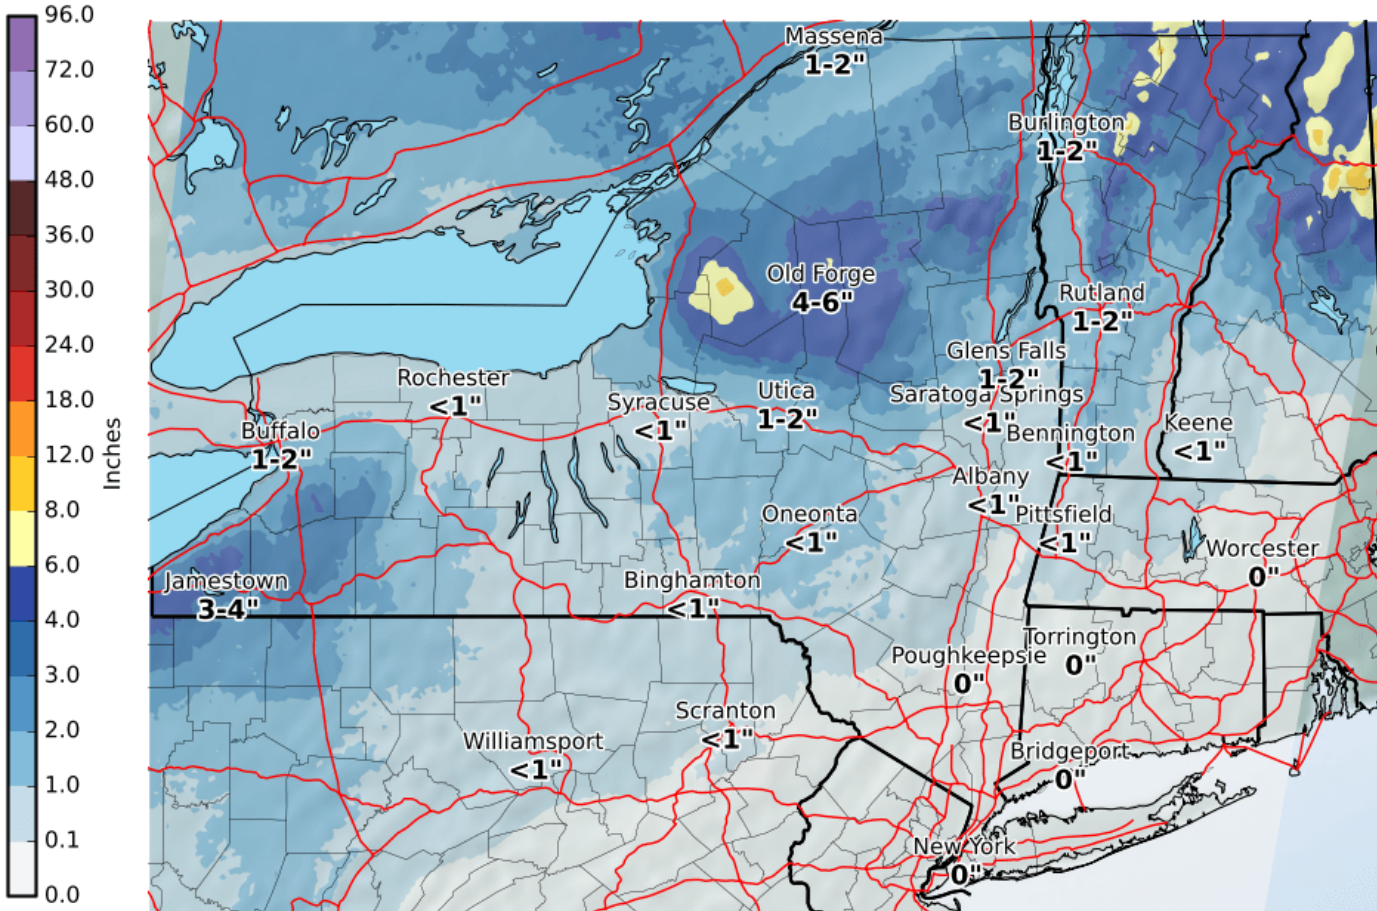 96.0
72.0
60.0
48.0
36.0
30.0
24.0
18.0
12.0
8.0
6.0
4.0
3.0
2.0
1.0
0.1
0.0
Inches
Massena
1-2"
Burlington
1-2"
Old Forge
4-6"
Rutland
1-2"
Glens Falls
1-2"
Rochester
<1"
Syracuse
<1"
Utica
1-2"
Saratoga Springs
<1"
Buffalo
1-2"
Bennington
<1"
Keene
<1"
Albany
<1"
Oneonta
<1"
Pittsfield
<1"
Worcester
0"
Jamestown
3-4"
Binghamton
<1"
Torrington
0"
Poughkeepsie
0"
Scranton
<1"
Williamsport
<1"
Bridgeport
0"
New York
0"